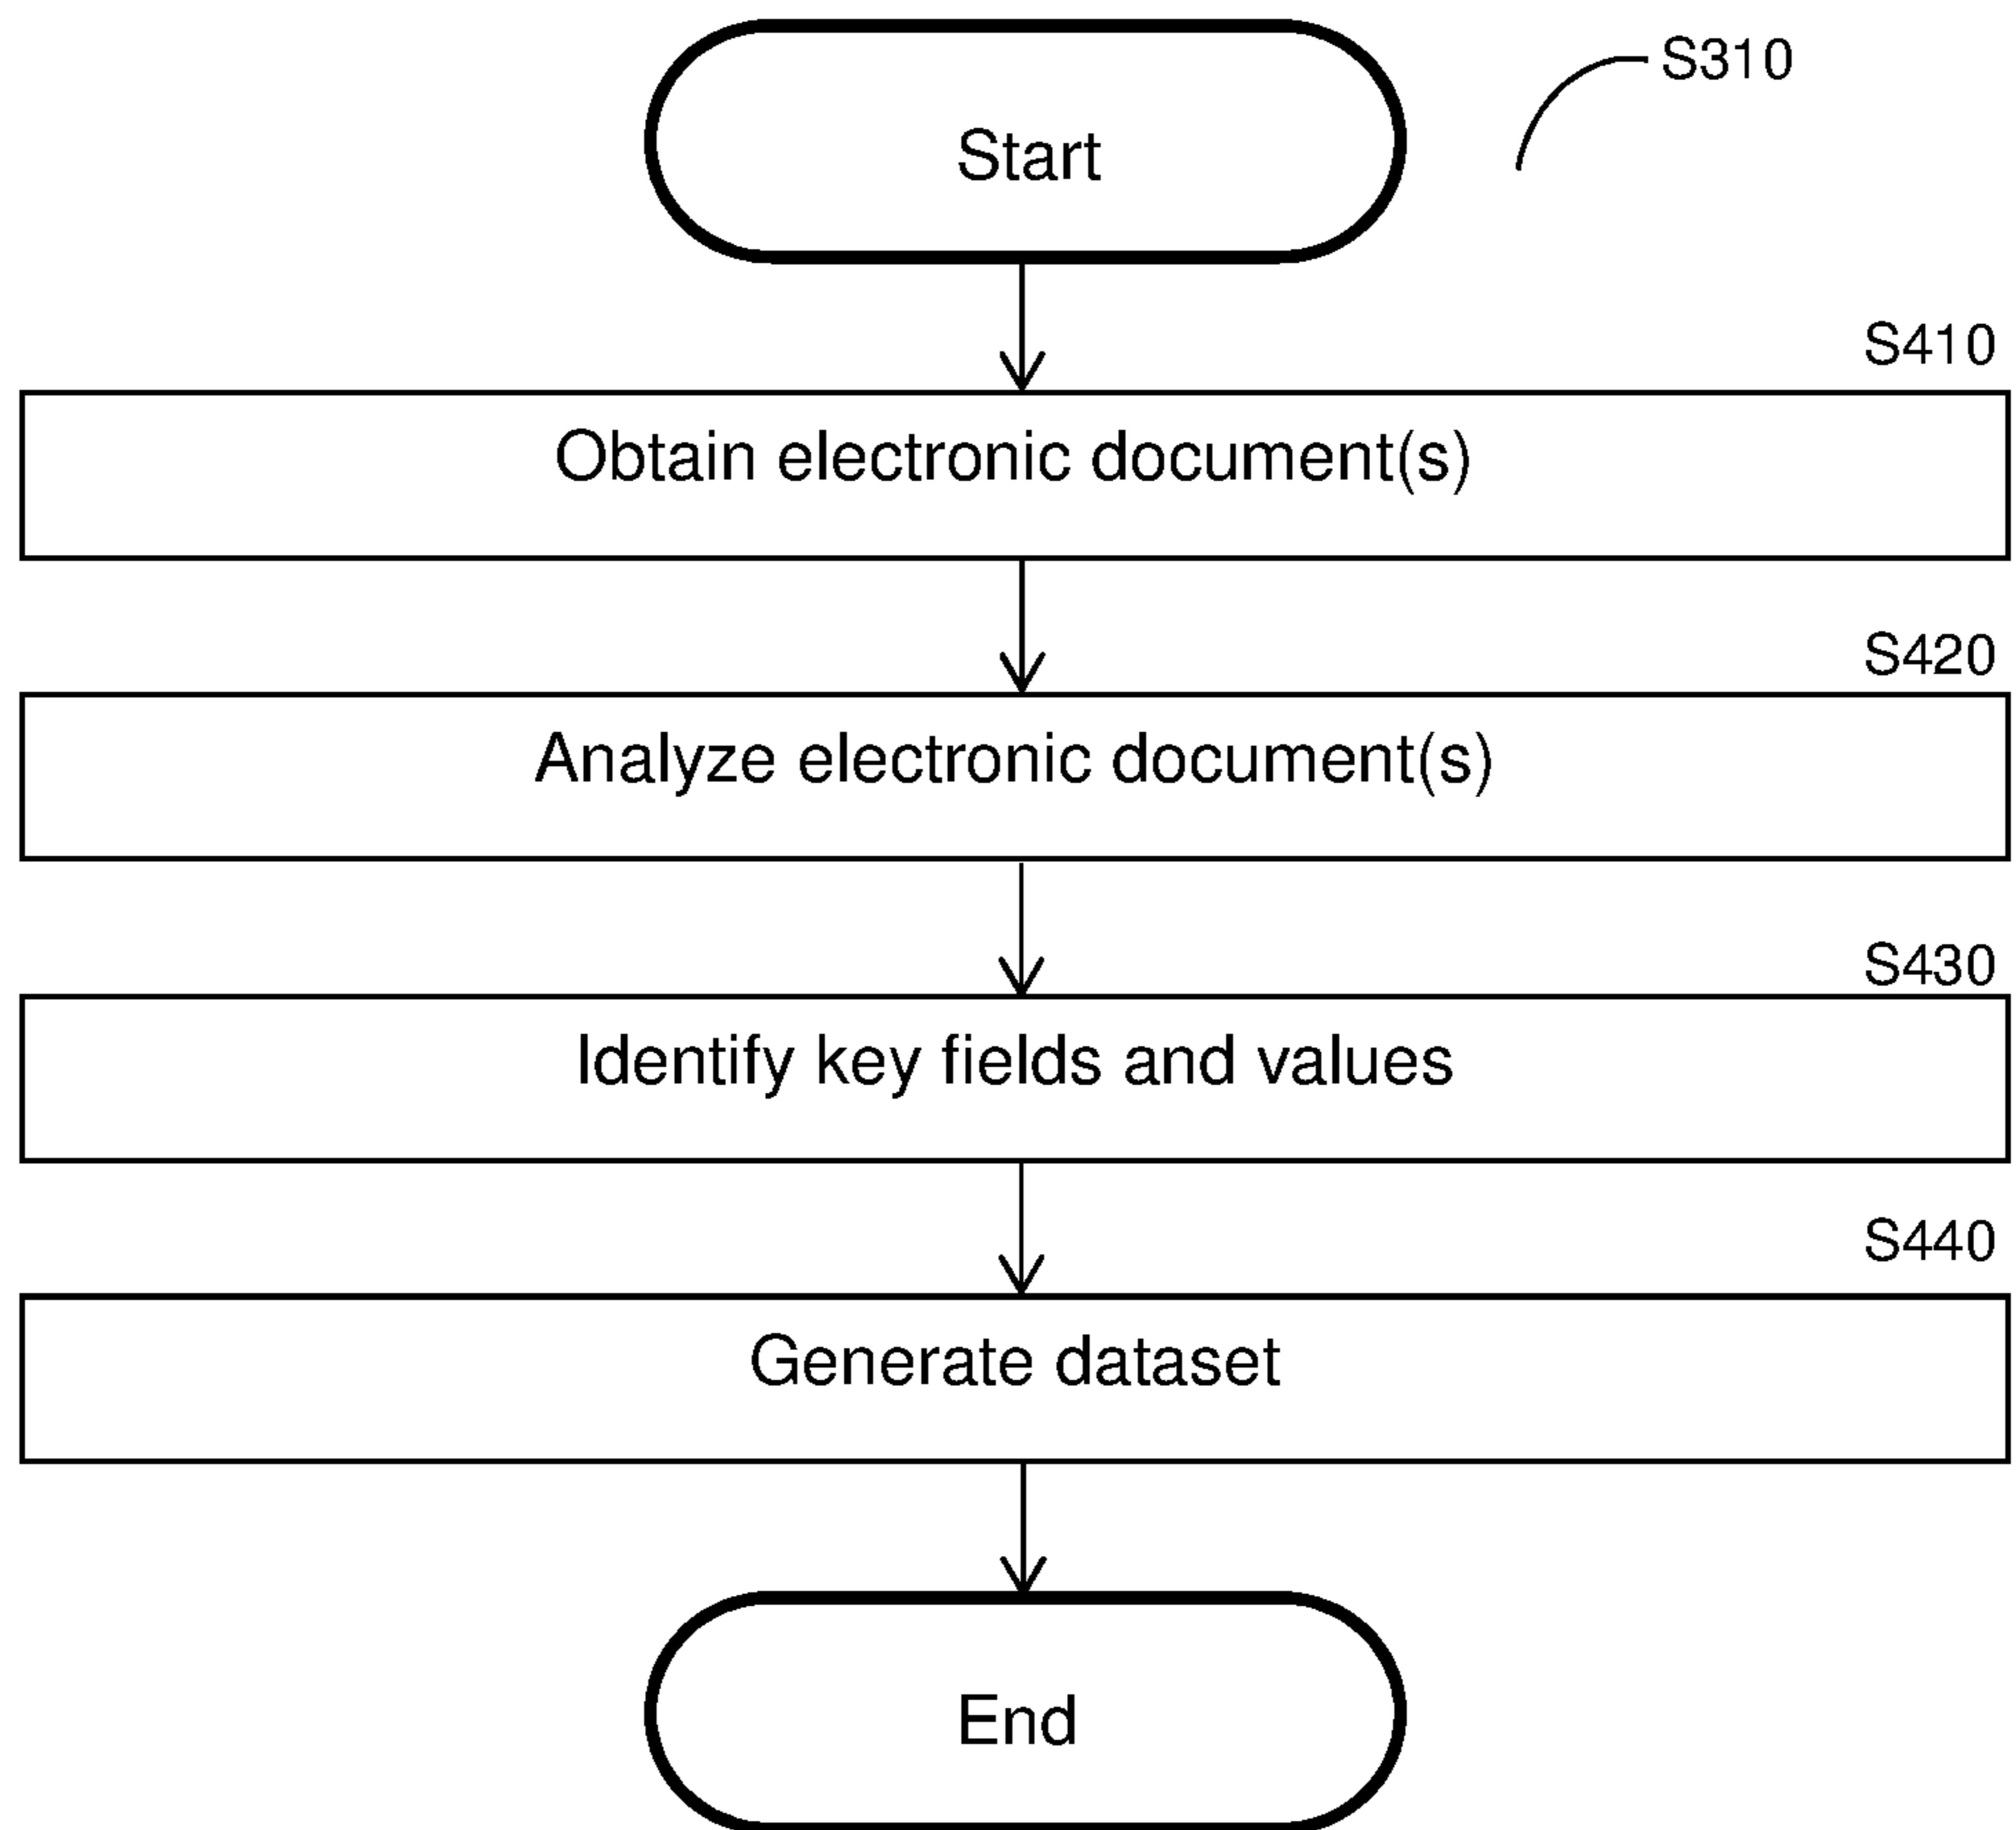 S310
Start
S410
Obtain electronic document(s)
S420
Analyze electronic document(s)
S430
Identify key fields and values
S440
Generate dataset
End